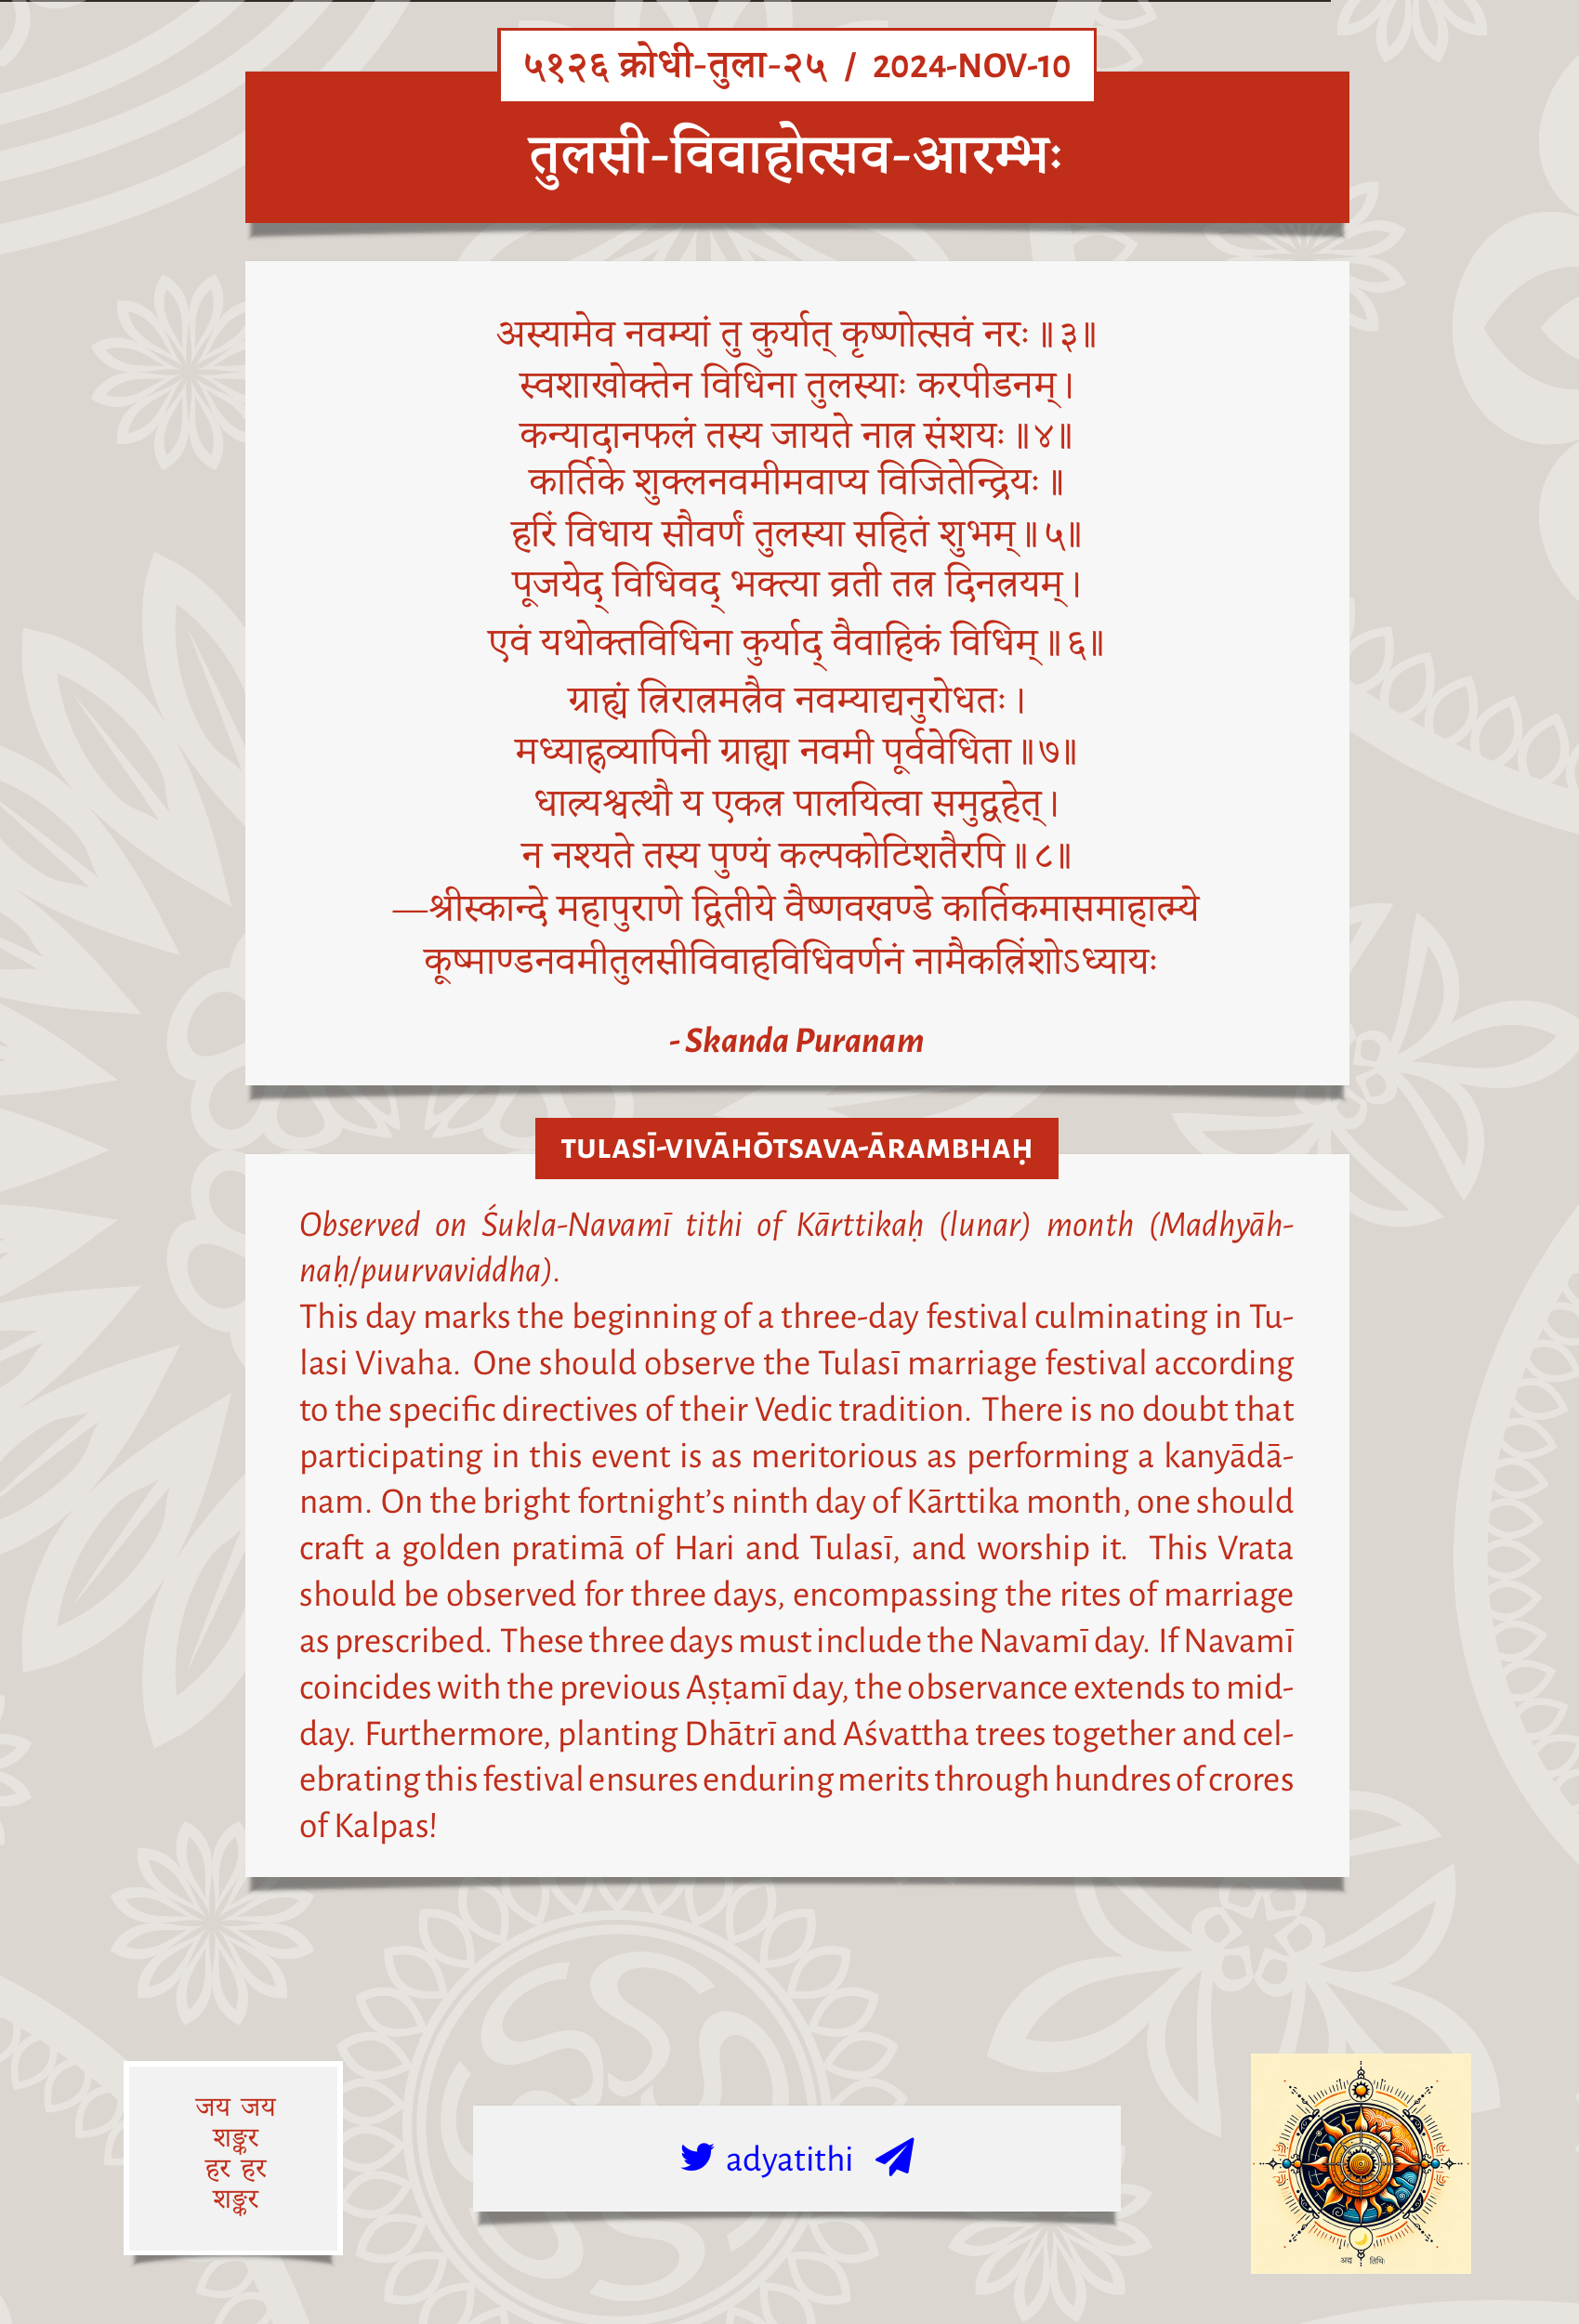 ५१२६ क्रोधी-तुला-२५ / 2024-NOV-10
तुलसी-विवाहोत्सव-आरम्भः
अस्यामेव नवम्यां तु कुर्यात् कृष्णोत्सवं नरः ॥३॥
स्वशाखोक्तेन विधिना तुलस्याः करपीडनम्।
कन्यादानफलं तस्य जायते नात्र संशयः ॥४॥
कार्तिके शुक्लनवमीमवाप्य विजितेन्द्रियः ॥
हरिं विधाय सौवर्णं तुलस्या सहितं शुभम्॥५॥
पूजयेद् विधिवद् भक्त्या व्रती तत्र दिनत्रयम्।
एवं यथोक्तविधिना कुर्याद् वैवाहिकं विधिम्॥६॥
ग्राह्यं त्रिरात्रमत्रैव नवम्याद्यनुरोधतः ।
मध्याह्नव्यापिनी ग्राह्या नवमी पूर्ववेधिता॥७॥
धात्र्यश्वत्थौ य एकत्र पालयित्वा समुद्वहेत्।
न नश्यते तस्य पुण्यं कल्पकोटिशतैरपि॥८॥
—श्रीस्कान्दे महापुराणे द्वितीये वैष्णवखण्डे कार्तिकमासमाहात्म्ये
कूष्माण्डनवमीतुलसीविवाहविधिवर्णनं नामैकत्रिंशोऽध्यायः
- Skanda Puranam
TULASĪ-VIVĀHŌTSAVA-ĀRAMBHAḤ
Observed on Śukla-Navamī tithi of Kārttikaḥ (lunar) month (Madhyāh-
naḥ/puurvaviddha).
This day marks the beginning of a three-day festival culminating in Tu-
lasi Vivaha. One should observe the Tulasī marriage festival according
to the specific directives of their Vedic tradition. There is no doubt that
participating in this event is as meritorious as performing a kanyādā-
nam. On the bright fortnight’s ninth day of Kārttika month, one should
craft a golden pratimā of Hari and Tulasī, and worship it. This Vrata
should be observed for three days, encompassing the rites of marriage
as prescribed. These three days must include the Navamī day. If Navamī
coincides with the previous Aṣṭamī day, the observance extends to mid-
day. Furthermore, planting Dhātrī and Aśvattha trees together and cel-
ebrating this festival ensures enduring merits through hundres of crores
of Kalpas!
जय जय
शङ्कर
हर हर
शङ्कर
adyatithi
अद्य तिथिः